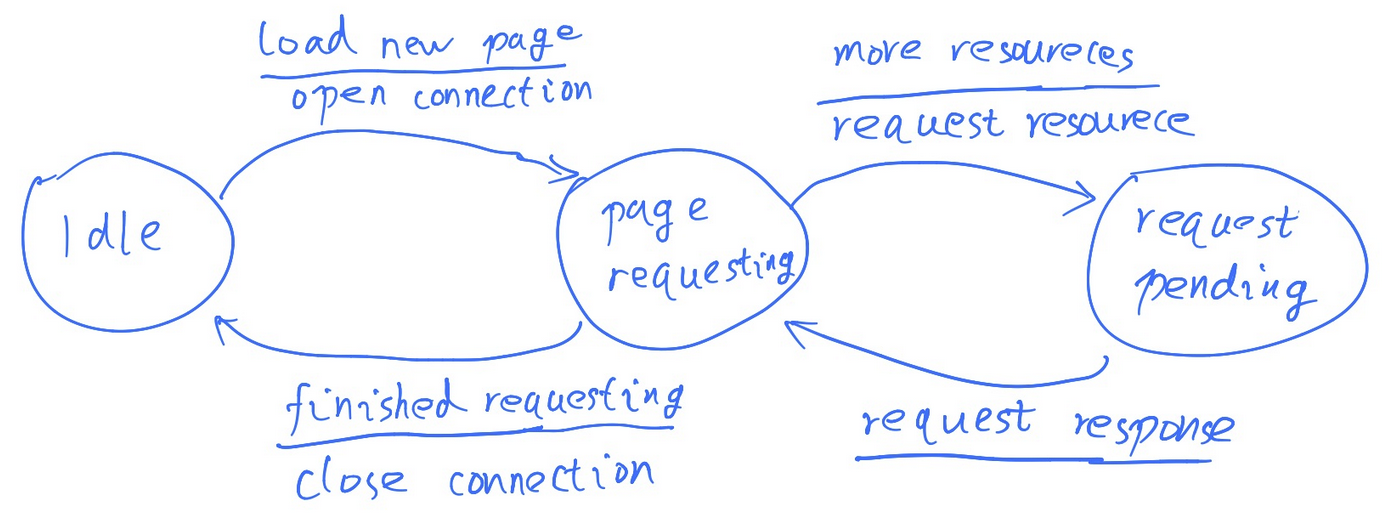 load new page
open connection
more resoureces
request resourece
Idle
page
requesting
request
pending
finished requesting
close connection
request response